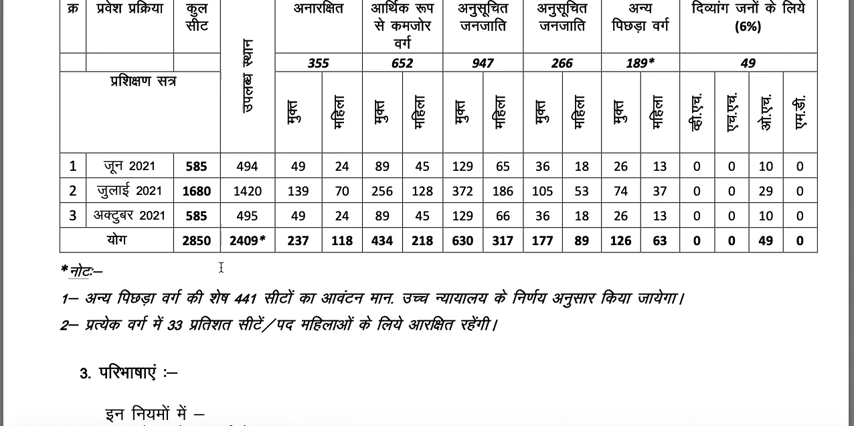 क्र प्रवेश प्रक्रिया कुल सीट उपलब्ध स्थान अनारक्षित आर्थिक रूप से कमजोर वर्ग अनुसूचित जनजाति अनुसूचित जनजाति अन्य पिछड़ा वर्ग दिव्यांग जनों के लिये (6%)
355 652 947 266 189* 49
प्रशिक्षण सत्र मुक्त महिला मुक्त महिला मुक्त महिला मुक्त महिला मुक्त महिला व्ही.एच. एच.एच. ओ.एच. एम.डी.
1 जून 2021 585 494 49 24 89 45 129 65 36 18 26 13 0 0 10 0
2 जुलाई 2021 1680 1420 139 70 256 128 372 186 105 53 74 37 0 0 29 0
3 अक्टुबर 2021 585 495 49 24 89 45 129 66 36 18 26 13 0 0 10 0
योग 2850 2409* 237 118 434 218 630 317 177 89 126 63 0 0 49 0
*नोटः–
1– अन्य पिछड़ा वर्ग की शेष 441 सीटों का आवंटन मान. उच्च न्यायालय के निर्णय अनुसार किया जायेगा।
2– प्रत्येक वर्ग में 33 प्रतिशत सीटें/पद महिलाओं के लिये आरक्षित रहेंगी।
3. परिभाषाएं :–
इन नियमों में –